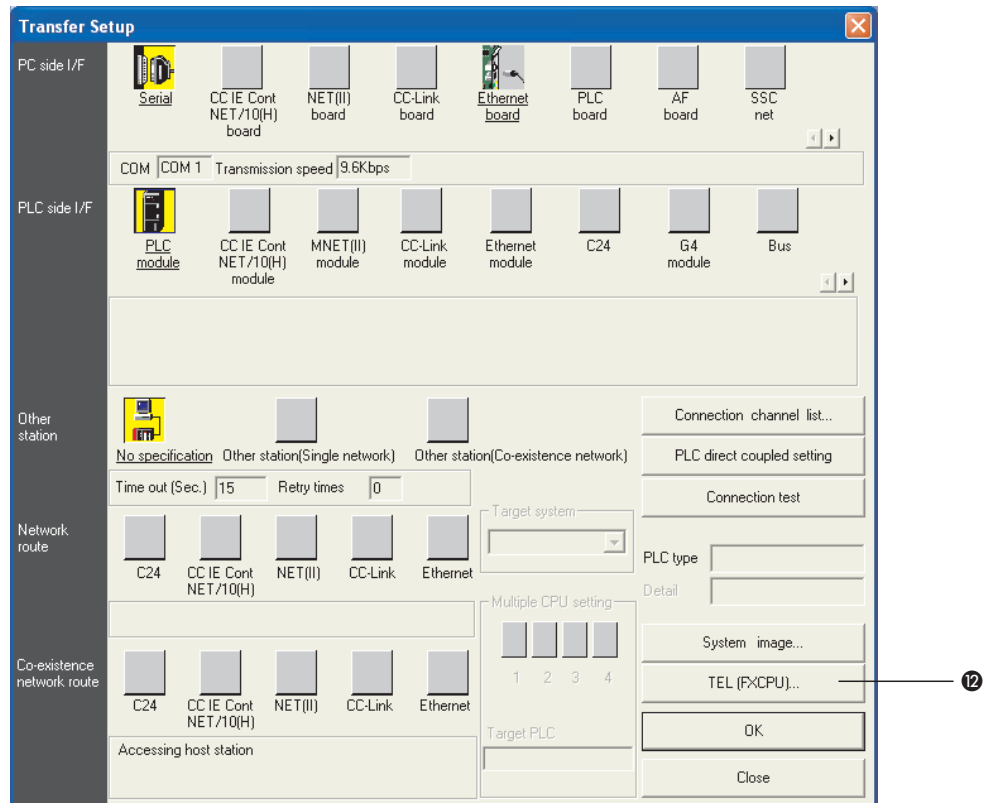 Transfer Setup
PC side I/F
Serial
CC IE Cont
NET/10(H)
board
NET(II)
board
CC-Link
board
Ethernet
board
PLC
board
AF
board
SSC
net
COM COM 1 Transmission speed 9.6Kbps
PLC side I/F
PLC
module
CC IE Cont
NET/10(H)
module
MNET(II)
module
CC-Link
module
Ethernet
module
C24
G4
module
Bus
Other
station
No specification
Other station(Single network)
Other station(Co-existence network)
Time out (Sec.) 15 Retry times 0
Connection channel list...
PLC direct coupled setting
Connection test
Network
route
C24
CC IE Cont
NET/10(H)
NET(II)
CC-Link
Ethernet
Target system
PLC type
Detail
Multiple CPU setting
1 2 3 4
System image...
TEL (FXCPU)...
⓬
Co-existence
network route
C24
CC IE Cont
NET/10(H)
NET(II)
CC-Link
Ethernet
Accessing host station
Target PLC
OK
Close